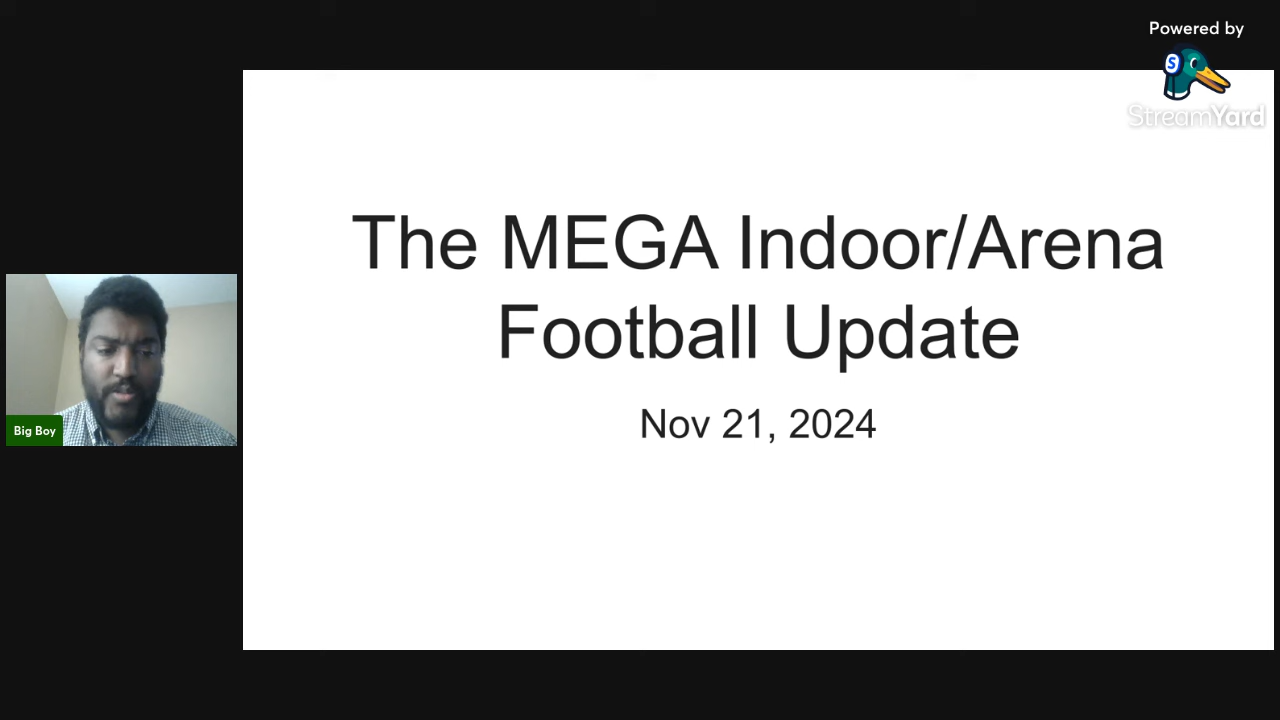 Powered by
S
StreamYard
The MEGA Indoor/Arena
Football Update
Nov 21, 2024
Big Boy